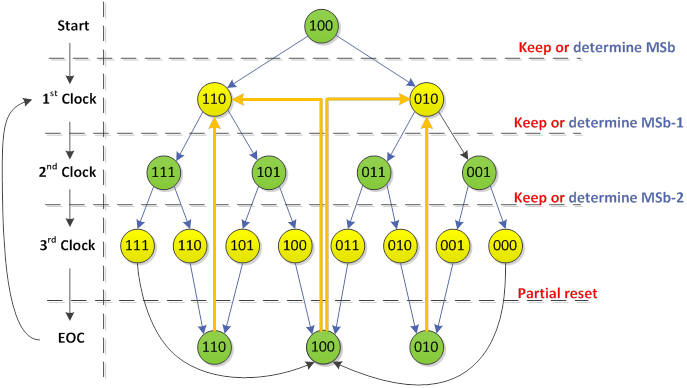 Start
100
Keep or determine MSb
1st Clock
110
010
Keep or determine MSb-1
2nd Clock
111
101
011
001
Keep or determine MSb-2
3rd Clock
111
110
101
100
011
010
001
000
Partial reset
EOC
110
100
010